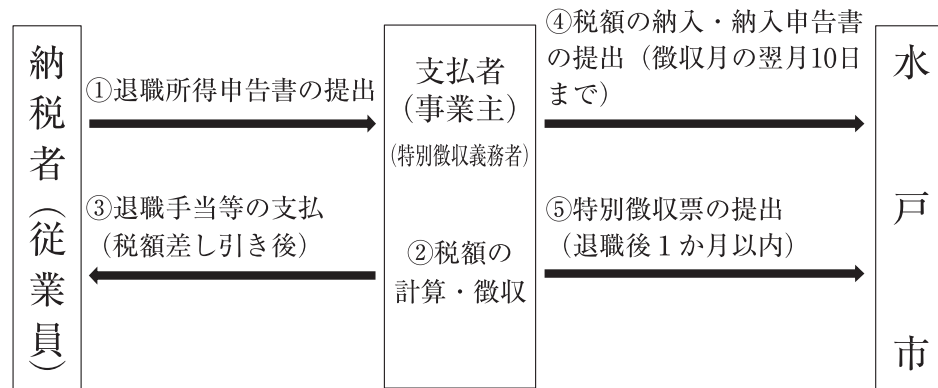 納税者(従業員)
①退職所得申告書の提出
③退職手当等の支払
(税額差し引き後)
支払者
(事業主)
(特別徴収義務者)
②税額の
計算・徴収
④税額の納入・納入申告書
の提出(徴収月の翌月10日
まで)
⑤特別徴収票の提出
(退職後1か月以内)
水戸市